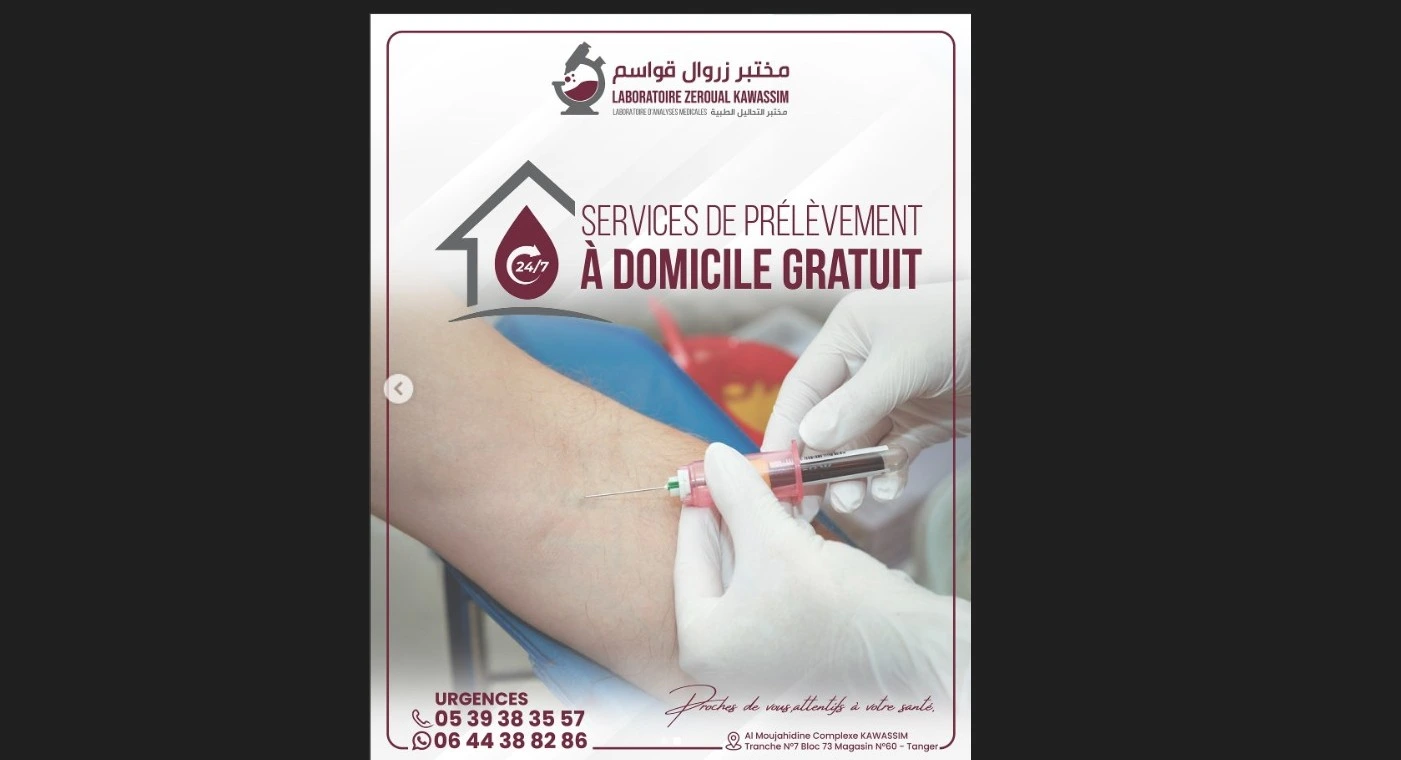 مختبر زروال قواسم
LABORATOIRE ZEROUAL KAWASSIM
LABORATOIRE D'ANALYSES MEDICALES مختبر التحاليل الطبية
SERVICES DE PRÉLÈVEMENT
À DOMICILE GRATUIT
24/7
URGENCES
05 39 38 35 57
06 44 38 82 86
Proches de vous,attentifs à votre santé.
Al Moujahidine Complexe KAWASSIM
Tranche N°7 Bloc 73 Magasin N°60 - Tanger